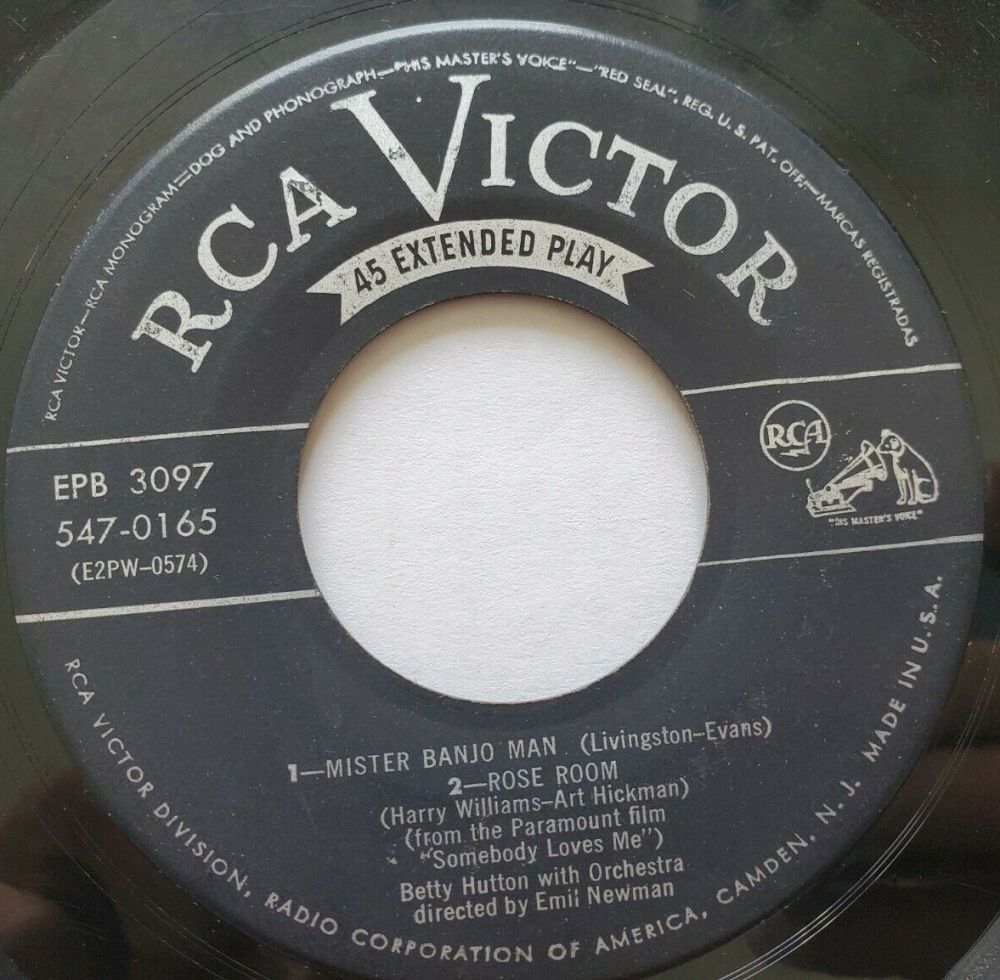 RCA VICTOR—RCA MONOGRAM—DOG AND PHONOGRAPH—"HIS MASTER'S VOICE"—"RED SEAL", REG. U. S. PAT. OFF.—MARCAS REGISTRADAS
RCA VICTOR
45 EXTENDED PLAY
EPB 3097
547-0165
(E2PW-0574)
RCA
"HIS MASTER'S VOICE"
1—MISTER BANJO MAN (Livingston-Evans)
2—ROSE ROOM
(Harry Williams-Art Hickman)
(from the Paramount film
"Somebody Loves Me")
Betty Hutton with Orchestra
directed by Emil Newman
RCA VICTOR DIVISION, RADIO CORPORATION OF AMERICA, CAMDEN, N. J. MADE IN U. S. A.